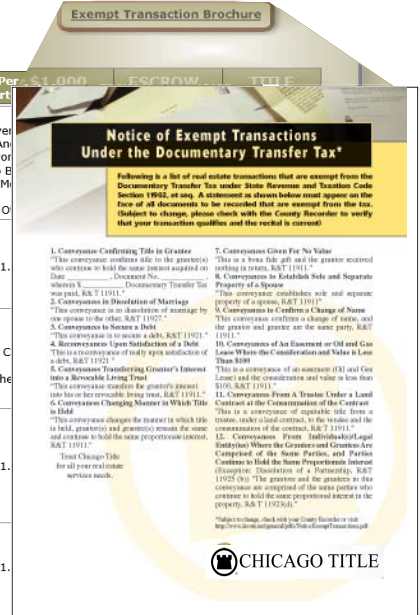 Exempt Transaction Brochure
Per $1,000 ESCROW TITLE
Notice of Exempt Transactions
Under the Documentary Transfer Tax*
Following is a list of real estate transactions that are exempt from the
Documentary Transfer Tax under State Revenue and Taxation Code
Section 11902, et seq. A statement as shown below must appear on the
face of all documents to be recorded that are exempt from the tax.
(Subject to change, please check with the County Recorder to verify
that your transaction qualifies and the recital is current)
1. Conveyance Confirming Title in Grantee
"This conveyance confirms title to the grantee(s)
who continue to hold the same interest acquired on
Date ________, Document No. ________,
wherein $ ________ Documentary Transfer Tax
was paid, R& T 11911."
2. Conveyances in Dissolution of Marriage
"This conveyance is in dissolution of marriage by
one spouse to the other, R&T 11927."
3. Conveyances to Secure a Debt
"This conveyance is to secure a debt, R&T 11921."
4. Reconveyances Upon Satisfaction of a Debt
"This is a reconveyance of realty upon satisfaction of
a debt, R&T 11921."
5. Conveyances Transferring Grantor's Interest
into a Revocable Living Trust
"This conveyance transfers the grantor's interest
into his or her revocable living trust, R&T 11911."
6. Conveyances Changing Manner in Which Title
is Held
"This conveyance changes the manner in which title
is held, grantor(s) and grantee(s) remain the same
and continue to hold the same proportionate interest,
R&T 11911."
Trust Chicago Title
for all your real estate
services needs.
7. Conveyances Given For No Value
"This is a bona fide gift and the grantor received
nothing in return, R&T 11911."
8. Conveyances to Establish Sole and Separate
Property of a Spouse
"This conveyance establishes sole and separate
property of a spouse, R&T 11911"
9. Conveyances to Confirm a Change of Name
"This conveyance confirms a change of name, and
the grantor and grantee are the same party, R&T
11911."
10. Conveyances of An Easement or Oil and Gas
Lease Where the Consideration and Value is Less
Than $100
"This is a conveyance of an easement (Oil and Gas
Lease) and the consideration and value is less than
$100, R&T 11911."
11. Conveyances From A Trustee Under a Land
Contract at the Consummation of the Contract
"This is a conveyance of equitable title from a
trustee, under a land contract, to the vendee and the
consummation of the contract, R& T 11911."
12. Conveyances From Individual(s)/Legal
Entity(ies) Where the Grantors and Grantees Are
Comprised of the Same Parties, and Parties
Continue to Hold the Same Proportionate Interest
(Exception: Dissolution of a Partnership, R&T
11925 (b)) "The grantors and the grantees in this
conveyance are comprised of the same parties who
continue to hold the same proportional interest in the
property, R& T 11923(d)."
*Subject to change, check with your County Recorder or visit
CHICAGO TITLE